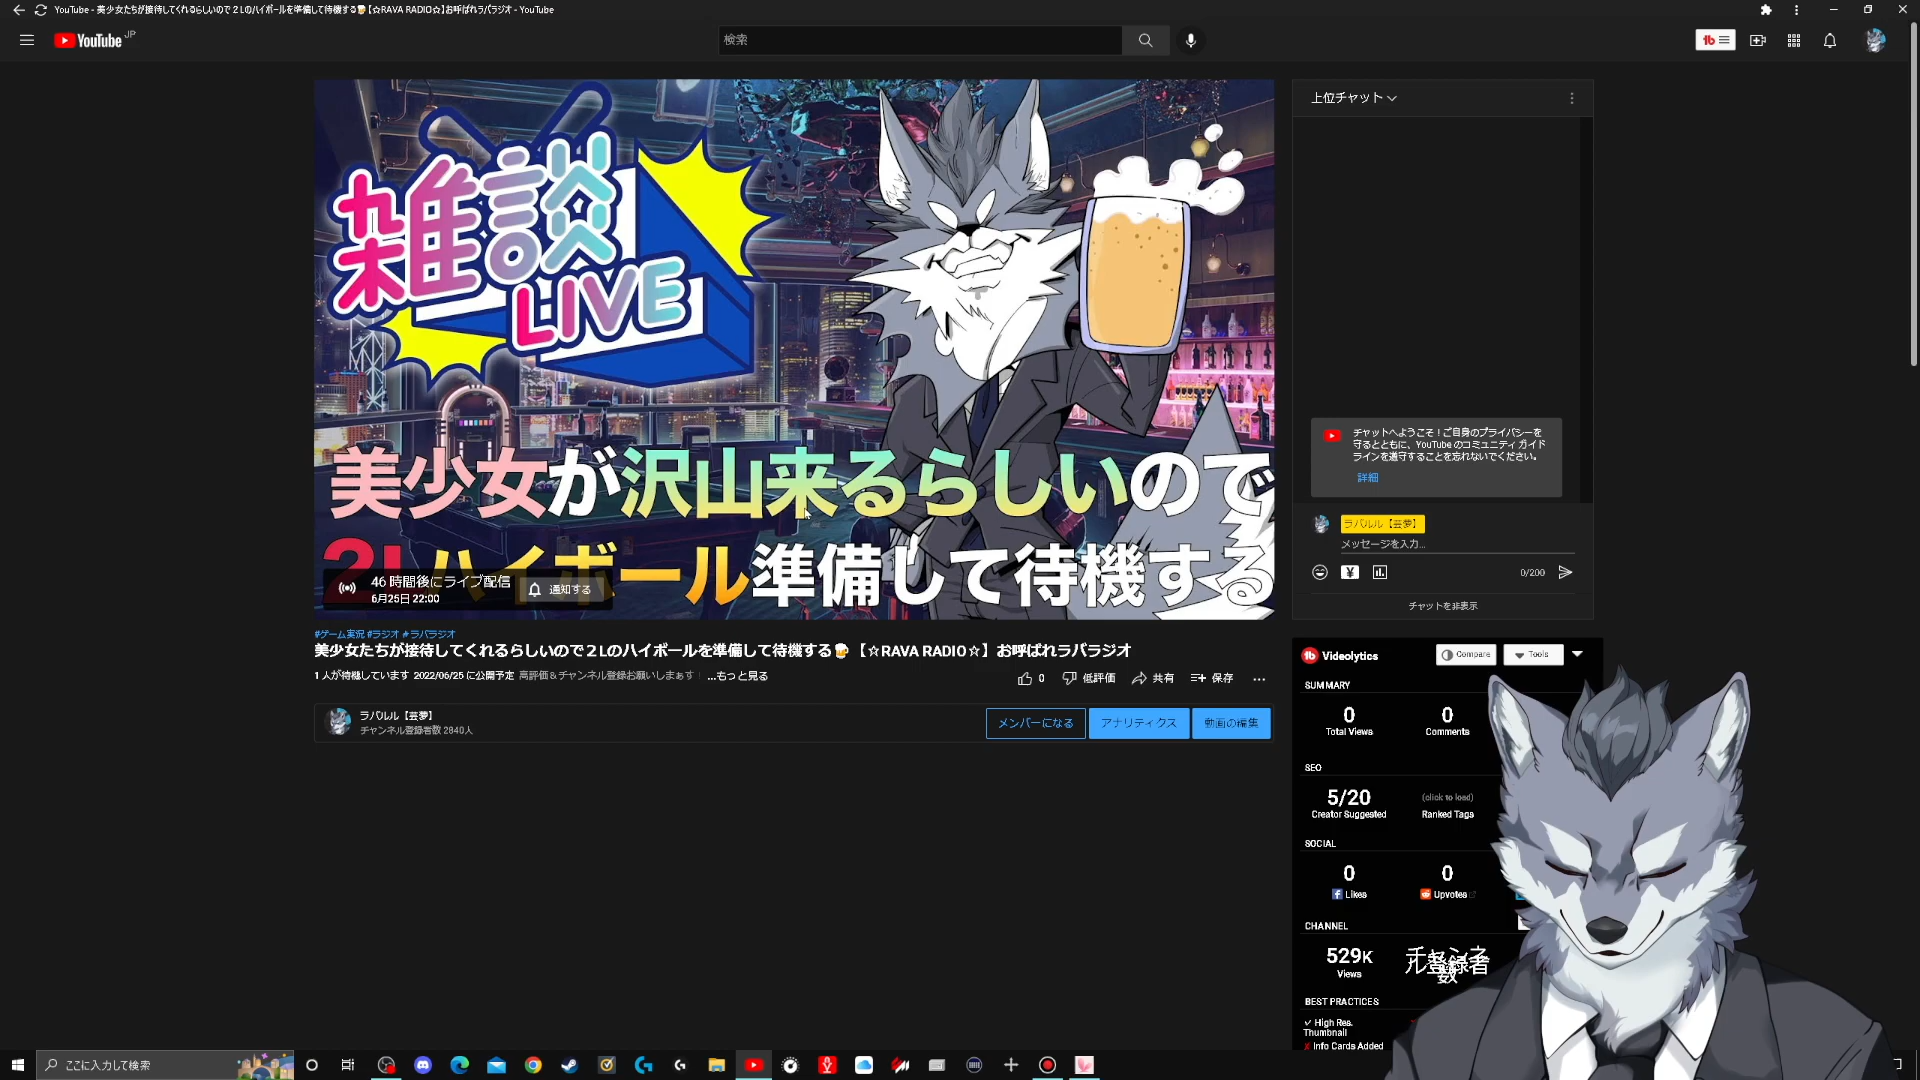 YouTube - 美少女たちが接待してくれるらしいので２Lのハイボールを準備して待機する🍺【☆RAVA RADIO☆】お呼ばれラバラジオ - YouTube
YouTube JP
検索
雑談
LIVE
美少女が沢山来るらしいので
2Lハイボール準備して待機する
46 時間後にライブ配信
6月25日 22:00
通知する
#ゲーム実況 #ラジオ #ラバラジオ
美少女たちが接待してくれるらしいので２Lのハイボールを準備して待機する🍺【☆RAVA RADIO☆】お呼ばれラバラジオ
1 人が待機しています 2022/06/25 に公開予定 高評価＆チャンネル登録お願いしまぁす ...もっと見る
0 低評価 共有 保存
ラバルル【芸夢】
チャンネル登録者数 2840人
メンバーになる アナリティクス 動画の編集
上位チャット
チャットへようこそ！ご自身のプライバシーを
守るとともに、YouTube のコミュニティ ガイド
ラインを遵守することを忘れないでください。
詳細
ラバルル【芸夢】
メッセージを入力...
0/200
チャットを非表示
tb Videolytics Compare Tools
SUMMARY
0 0
Total Views Comments
SEO
5/20 (click to load)
Creator Suggested Ranked Tags
SOCIAL
0 0
Likes Upvotes
CHANNEL
529K チャンネ
ル登録者
数
Views
BEST PRACTICES
High Res.
Thumbnail
Info Cards Added
ここに入力して検索